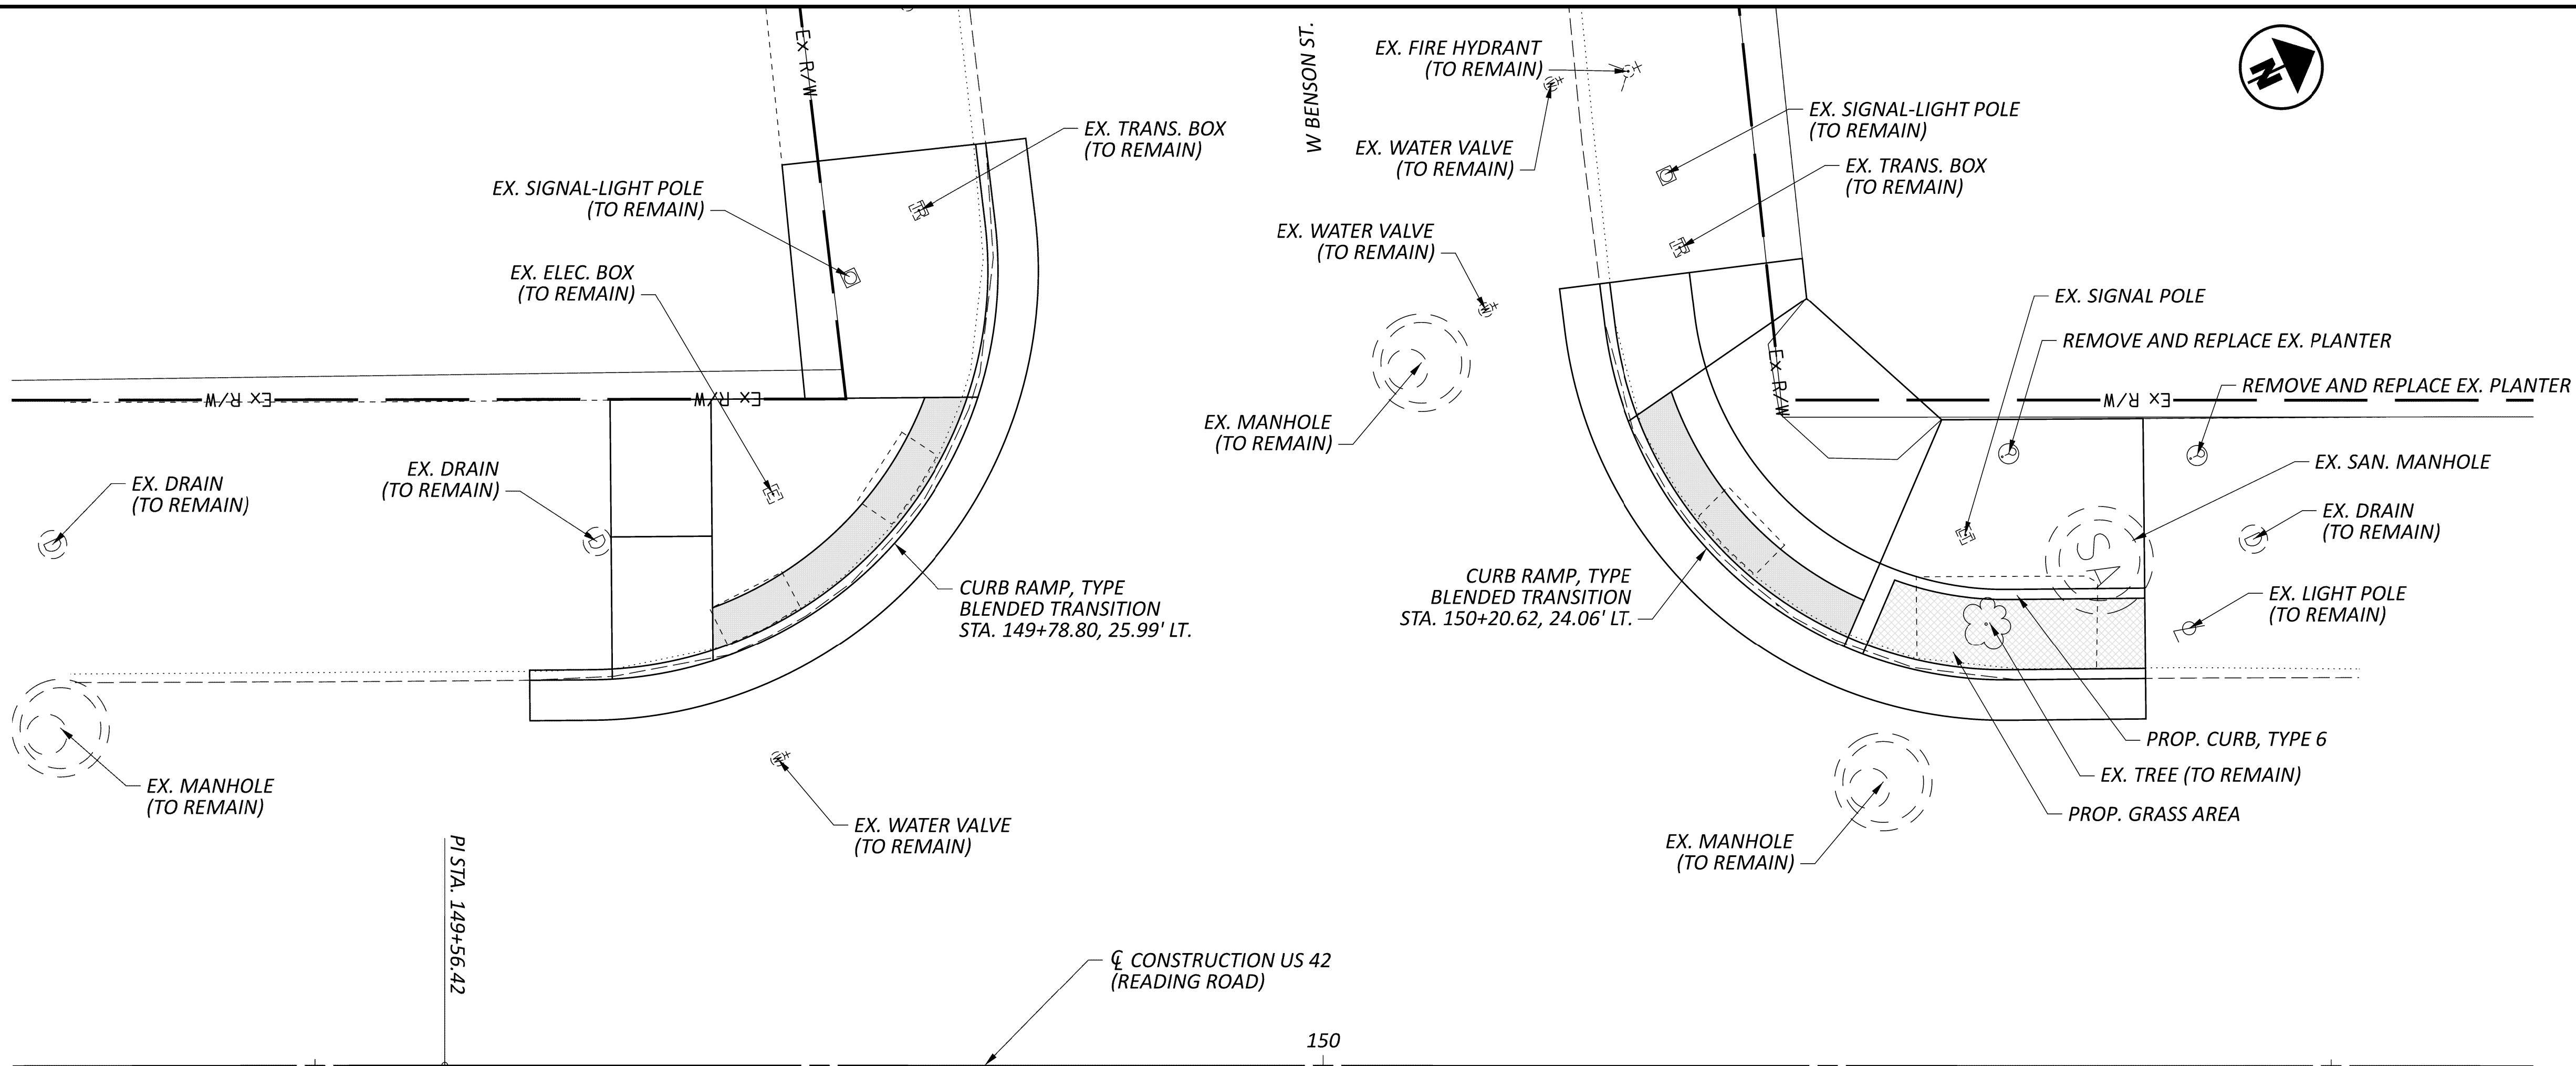 Ex R/W
W BENSON ST.
EX. FIRE HYDRANT
(TO REMAIN)
N
EX. TRANS. BOX
(TO REMAIN)
EX. SIGNAL-LIGHT POLE
(TO REMAIN)
EX. WATER VALVE
(TO REMAIN)
EX. TRANS. BOX
(TO REMAIN)
EX. SIGNAL-LIGHT POLE
(TO REMAIN)
TR
EX. WATER VALVE
(TO REMAIN)
TR
EX. ELEC. BOX
(TO REMAIN)
EX. SIGNAL POLE
REMOVE AND REPLACE EX. PLANTER
REMOVE AND REPLACE EX. PLANTER
Ex R/W
Ex R/W
Ex R/W
Ex R/W
EX. MANHOLE
(TO REMAIN)
EX. DRAIN
(TO REMAIN)
EX. DRAIN
(TO REMAIN)
EX. SAN. MANHOLE
EX. DRAIN
(TO REMAIN)
D
D
D
SA
CURB RAMP, TYPE
BLENDED TRANSITION
STA. 149+78.80, 25.99' LT.
CURB RAMP, TYPE
BLENDED TRANSITION
STA. 150+20.62, 24.06' LT.
EX. LIGHT POLE
(TO REMAIN)
PROP. CURB, TYPE 6
EX. TREE (TO REMAIN)
PROP. GRASS AREA
EX. MANHOLE
(TO REMAIN)
EX. WATER VALVE
(TO REMAIN)
EX. MANHOLE
(TO REMAIN)
PI STA. 149+56.42
℄ CONSTRUCTION US 42
(READING ROAD)
150